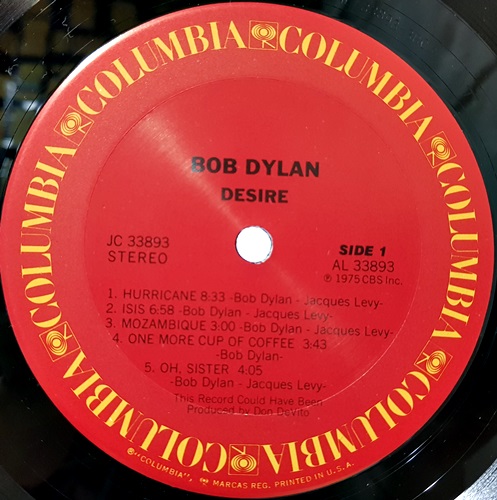 COLUMBIA COLUMBIA COLUMBIA COLUMBIA COLUMBIA COLUMBIA
BOB DYLAN
DESIRE
JC 33893
STEREO
SIDE 1
AL 33893
℗ 1975 CBS Inc.
1. HURRICANE 8:33 -Bob Dylan - Jacques Levy-
2. ISIS 6:58 -Bob Dylan - Jacques Levy-
3. MOZAMBIQUE 3:00 -Bob Dylan - Jacques Levy-
4. ONE MORE CUP OF COFFEE 3:43
-Bob Dylan-
5. OH, SISTER 4:05
-Bob Dylan - Jacques Levy-
This Record Could Have Been
Produced by Don DeVito
®"COLUMBIA", MARCAS REG. PRINTED IN U.S.A.